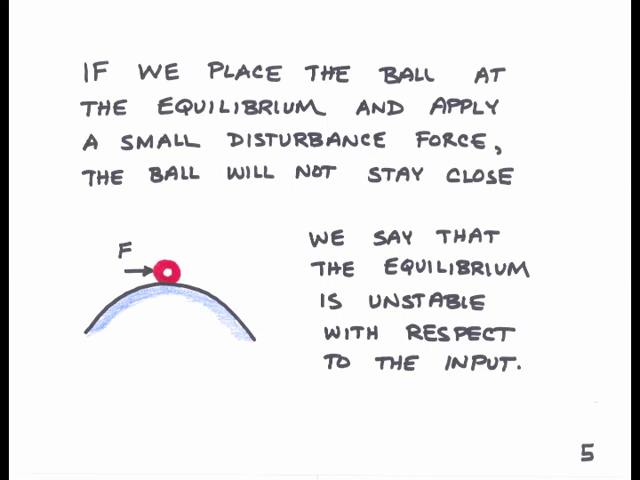 IF WE PLACE THE BALL AT
THE EQUILIBRIUM AND APPLY
A SMALL DISTURBANCE FORCE,
THE BALL WILL NOT STAY CLOSE
F
WE SAY THAT
THE EQUILIBRIUM
IS UNSTABLE
WITH RESPECT
TO THE INPUT.
5